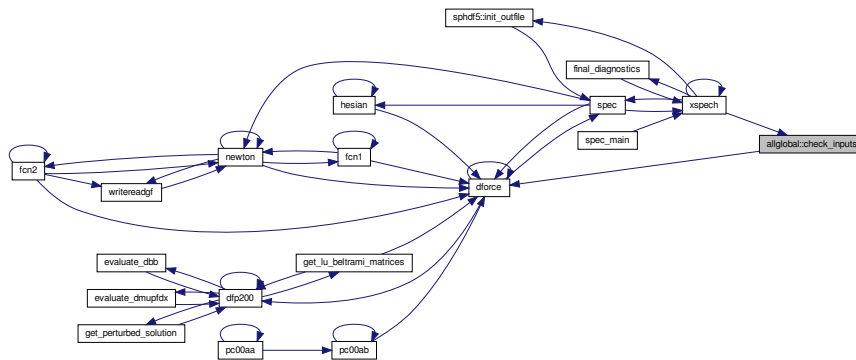 sphdf5::init_outfile
final_diagnostics
hesian
spec
xspech
spec_main
allglobal::check_inputs
newton
fcn1
fcn2
writereadgf
dforce
evaluate_dbb
get_lu_beltrami_matrices
evaluate_dmupfdx
dfp200
get_perturbed_solution
pc00aa
pc00ab